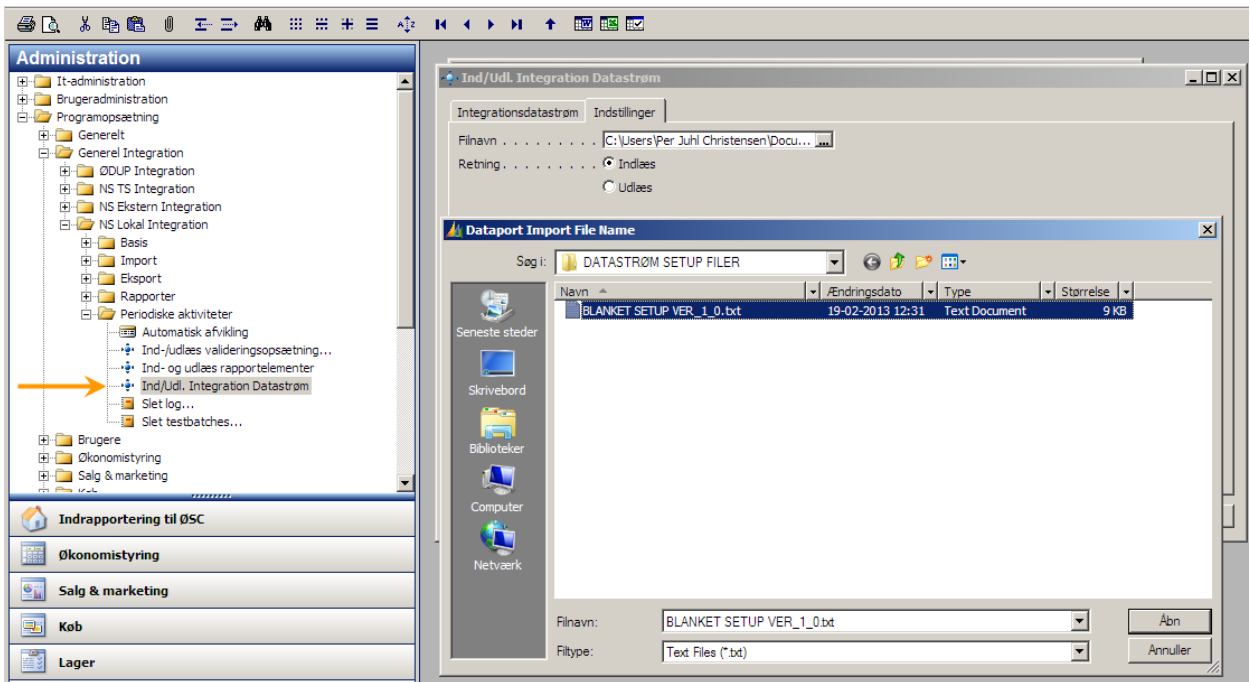 Administration
It-administration
Brugeradministration
Programopsætning
Generelt
Generel Integration
ØDUP Integration
NS TS Integration
NS Ekstern Integration
NS Lokal Integration
Basis
Import
Eksport
Rapporter
Periodiske aktiviteter
Automatisk afvikling
Ind-/udlæs valideringsopsætning...
Ind- og udlæs rapportelementer
Ind/Udl. Integration Datastrøm
Slet log...
Slet testbatches...
Brugere
Økonomistyring
Salg & marketing
Indrapportering til ØSC
Økonomistyring
Salg & marketing
Køb
Lager
Ind/Udl. Integration Datastrøm
Integrationsdatastrøm Indstillinger
Filnavn . . . . . . . . . C:\Users\Per Juhl Christensen\Docu... ...
Retning . . . . . . . . . Indlæs
Udlæs
Dataport Import File Name
Søg i: DATASTRØM SETUP FILER
Navn Ændringsdato Type Størrelse
BLANKET SETUP VER_1_0.txt 19-02-2013 12:31 Text Document 9 KB
Seneste steder
Skrivebord
Biblioteker
Computer
Netværk
Filnavn: BLANKET SETUP VER_1_0.txt Åbn
Filtype: Text Files (*.txt) Annuller